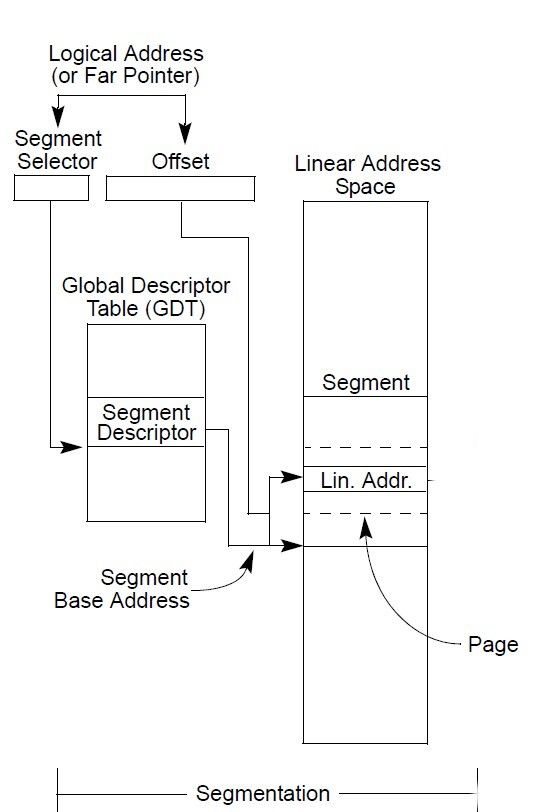 Logical Address
(or Far Pointer)
Segment
Selector
Offset
Linear Address
Space
Global Descriptor
Table (GDT)
Segment
Segment
Descriptor
Lin. Addr.
Segment
Base Address
Page
Segmentation